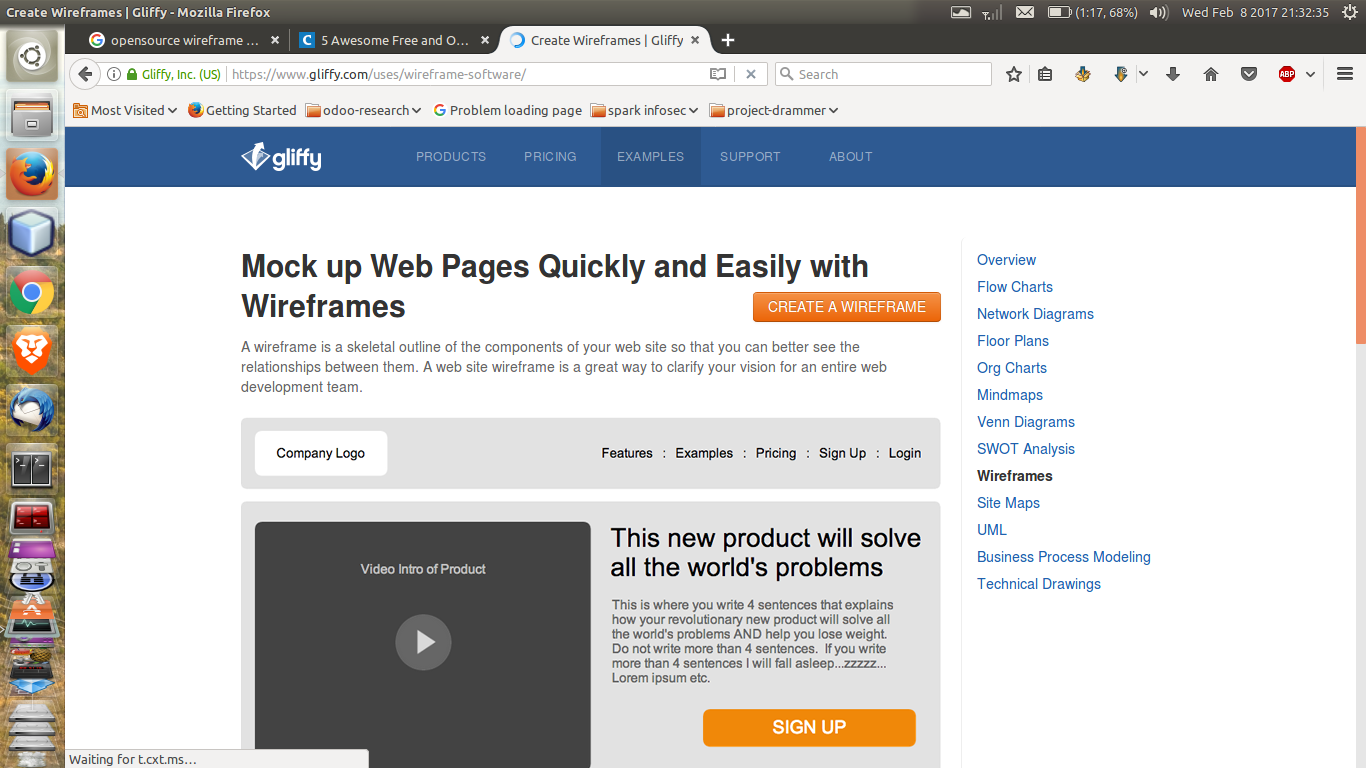 Create Wireframes | Gliffy - Mozilla Firefox
(1:17, 68%)
Wed Feb 8 2017 21:32:35
opensource wireframe ...
5 Awesome Free and O...
Create Wireframes | Gliffy
Gliffy, Inc. (US)
https://www.gliffy.com/uses/wireframe-software/
Search
ABP
Most Visited
Getting Started
odoo-research
Problem loading page
spark infosec
project-drammer
gliffy
PRODUCTS
PRICING
EXAMPLES
SUPPORT
ABOUT
Mock up Web Pages Quickly and Easily with
Wireframes
CREATE A WIREFRAME
A wireframe is a skeletal outline of the components of your web site so that you can better see the
relationships between them. A web site wireframe is a great way to clarify your vision for an entire web
development team.
Company Logo
Features : Examples : Pricing : Sign Up : Login
Video Intro of Product
This new product will solve
all the world's problems
This is where you write 4 sentences that explains
how your revolutionary new product will solve all
the world's problems AND help you lose weight.
Do not write more than 4 sentences. If you write
more than 4 sentences I will fall asleep...zzzzz...
Lorem ipsum etc.
SIGN UP
Overview
Flow Charts
Network Diagrams
Floor Plans
Org Charts
Mindmaps
Venn Diagrams
SWOT Analysis
Wireframes
Site Maps
UML
Business Process Modeling
Technical Drawings
Waiting for t.cxt.ms...